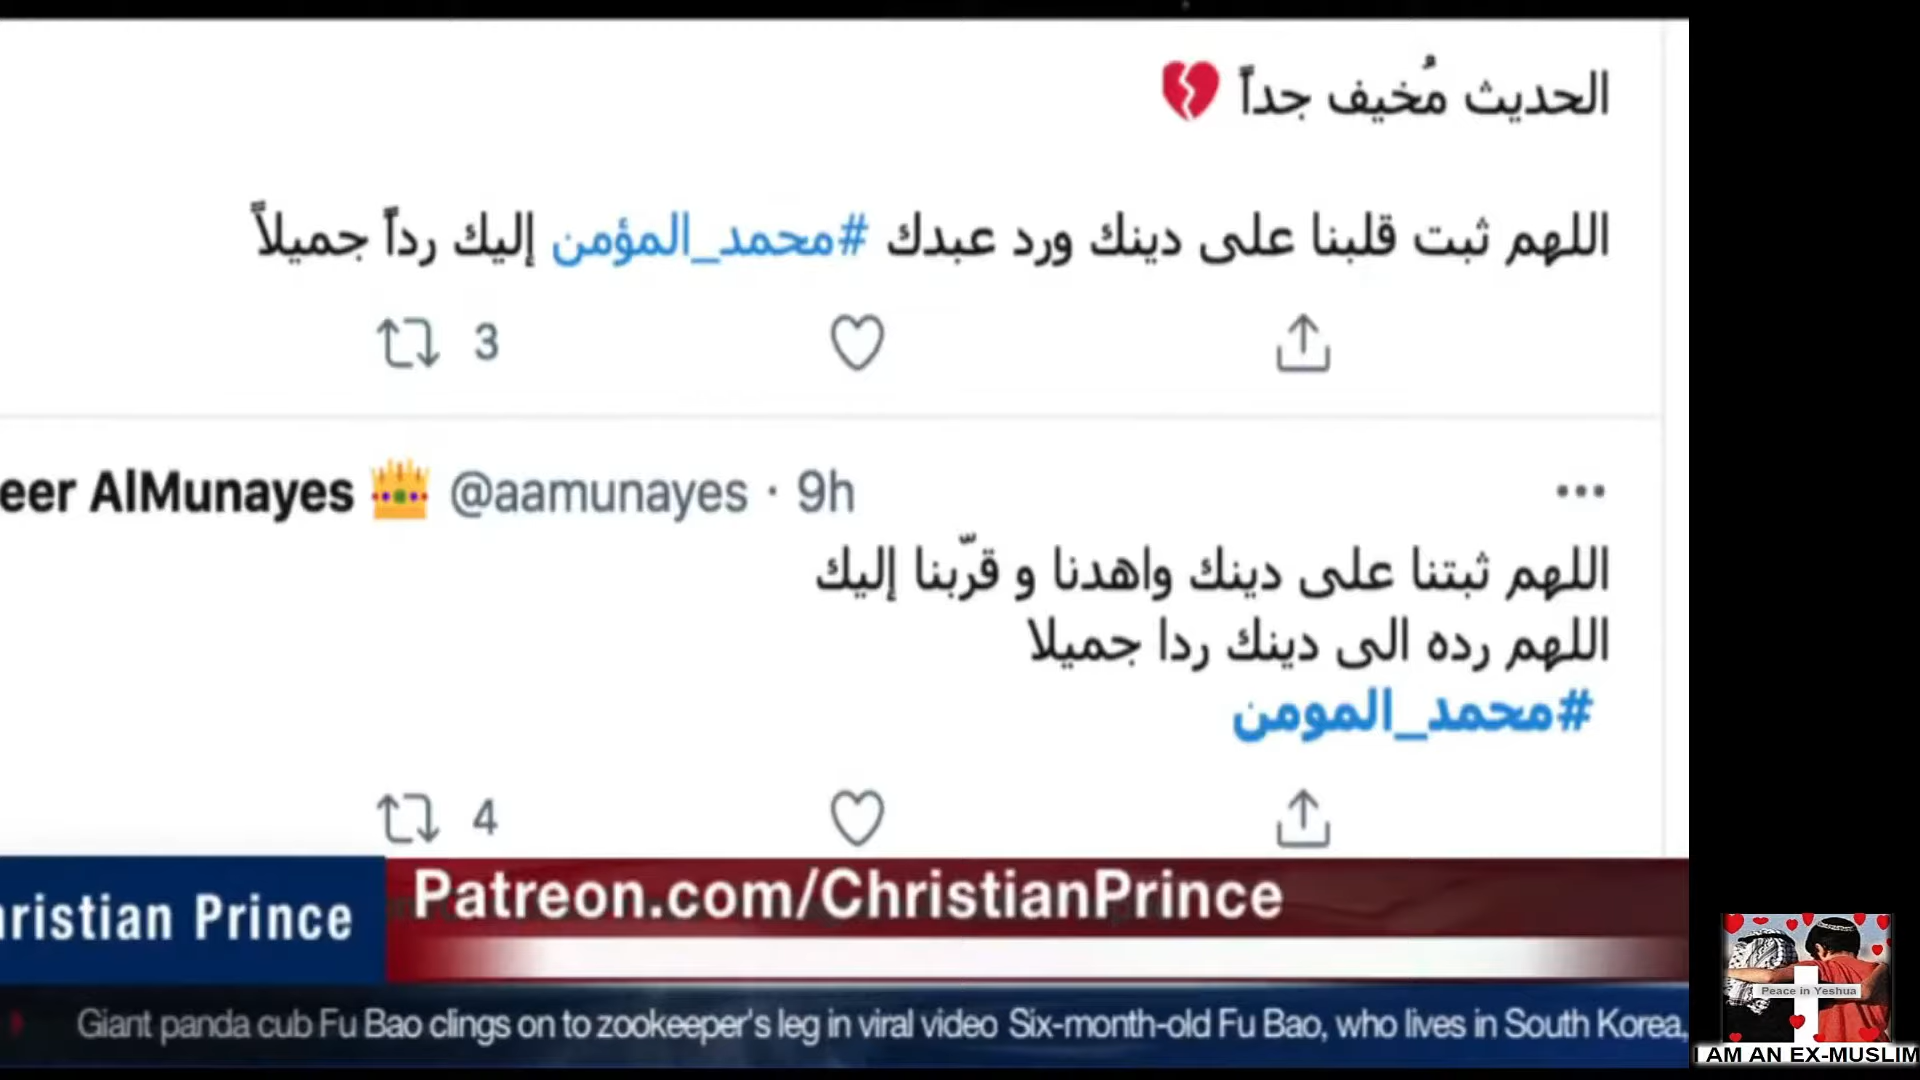 الحديث مُخيف جداً 💔
اللهم ثبت قلبنا على دينك ورد عبدك #محمد_المؤمن إليك رداً جميلاً
3
eer AlMunayes 👑 @aamunayes · 9h
اللهم ثبتنا على دينك واهدنا و قرّبنا إليك
اللهم رده الى دينك ردا جميلا
#محمد_المومن
4
hristian Prince
Patreon.com/ChristianPrince
Giant panda cub Fu Bao clings on to zookeeper's leg in viral video Six-month-old Fu Bao, who lives in South Korea,
Peace in Yeshua
I AM AN EX-MUSLIM